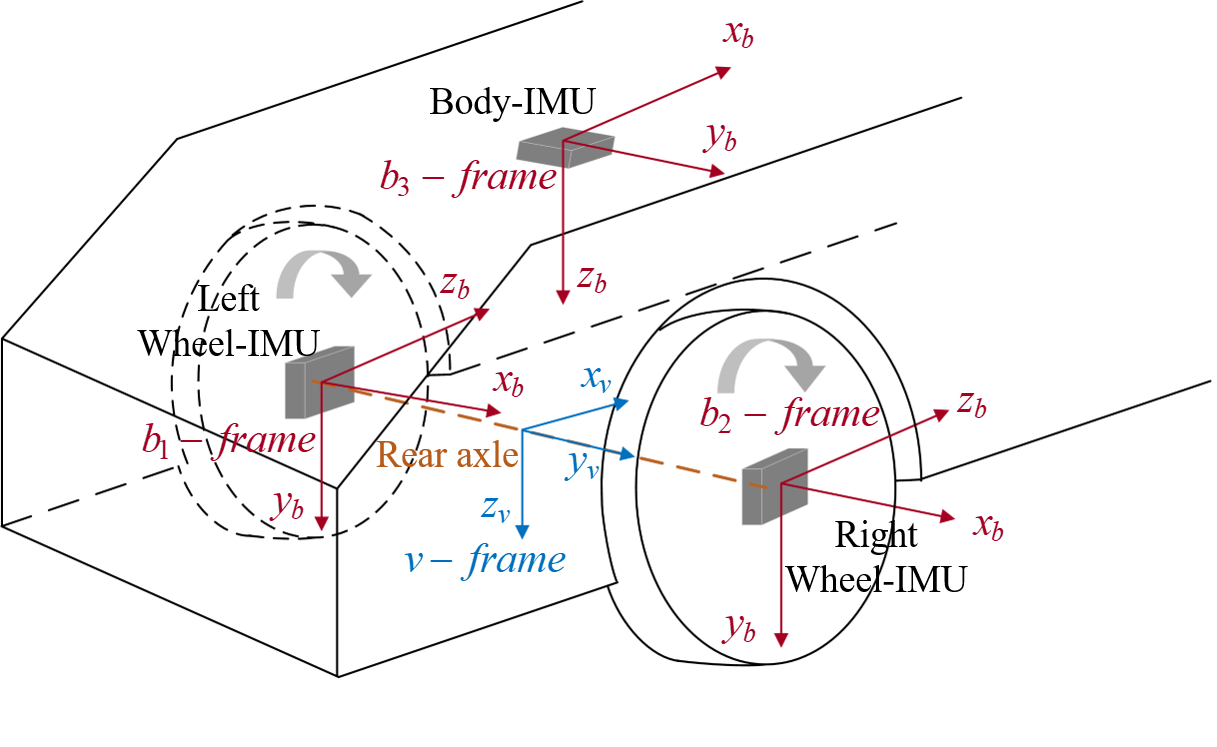 x_b
Body-IMU
y_b
b_3 − frame
z_b
z_b
Left
Wheel-IMU
x_b
x_v
b_2 − frame
z_b
b_1 − frame
Rear axle
y_v
y_b
z_v
x_b
Right
v − frame
Wheel-IMU
y_b